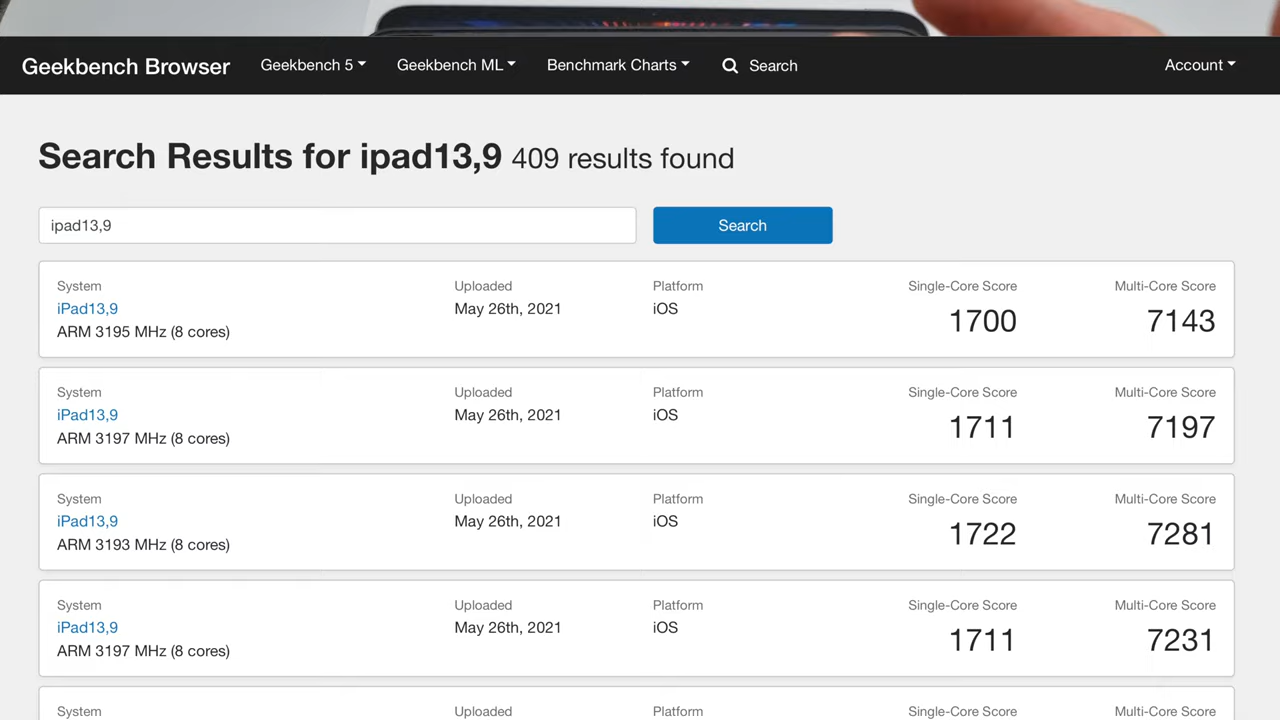 Geekbench Browser Geekbench 5 Geekbench ML Benchmark Charts Search Account
Search Results for ipad13,9 409 results found
ipad13,9 Search
System Uploaded Platform Single-Core Score Multi-Core Score
iPad13,9 May 26th, 2021 iOS 1700 7143
ARM 3195 MHz (8 cores)
System Uploaded Platform Single-Core Score Multi-Core Score
iPad13,9 May 26th, 2021 iOS 1711 7197
ARM 3197 MHz (8 cores)
System Uploaded Platform Single-Core Score Multi-Core Score
iPad13,9 May 26th, 2021 iOS 1722 7281
ARM 3193 MHz (8 cores)
System Uploaded Platform Single-Core Score Multi-Core Score
iPad13,9 May 26th, 2021 iOS 1711 7231
ARM 3197 MHz (8 cores)
System Uploaded Platform Single-Core Score Multi-Core Score